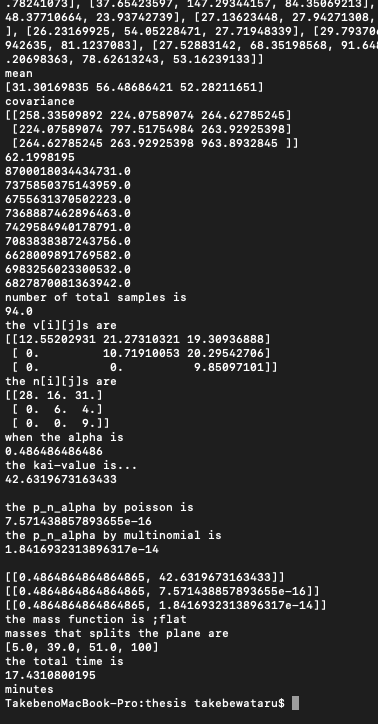 .78241073], [37.65423597, 147.29344157, 84.35069213],
48.37710664, 23.93742739], [27.13623448, 27.94271308,
], [26.23169925, 54.05228471, 27.71948339], [29.79370
942635, 81.1237083], [27.52883142, 68.35198568, 91.64
.20698363, 78.62613243, 53.16239133]]
mean
[31.30169835 56.48686421 52.28211651]
covariance
[[258.33509892 224.07589074 264.62785245]
[224.07589074 797.51754984 263.92925398]
[264.62785245 263.92925398 963.8932845 ]]
62.1998195
8700018034434731.0
7375850375143959.0
6755631370502223.0
7368887462896463.0
7429584940178791.0
7083838387243756.0
6628009891769582.0
6983256023300532.0
6827870081363942.0
number of total samples is
94.0
the v[i][j]s are
[[12.55202931 21.27310321 19.30936888]
[ 0. 10.71910053 20.29542706]
[ 0. 0. 9.85097101]]
the n[i][j]s are
[[28. 16. 31.]
[ 0. 6. 4.]
[ 0. 0. 9.]]
when the alpha is
0.486486486486
the kai-value is...
42.6319673163433
the p_n_alpha by poisson is
7.571438857893655e-16
the p_n_alpha by multinomial is
1.8416932313896317e-14
[[0.4864864864864865, 42.6319673163433]]
[[0.4864864864864865, 7.571438857893655e-16]]
[[0.4864864864864865, 1.8416932313896317e-14]]
the mass function is ;flat
masses that splits the plane are
[5.0, 39.0, 51.0, 100]
the total time is
17.4310800195
minutes
TakebenoMacBook-Pro:thesis takebewataru$